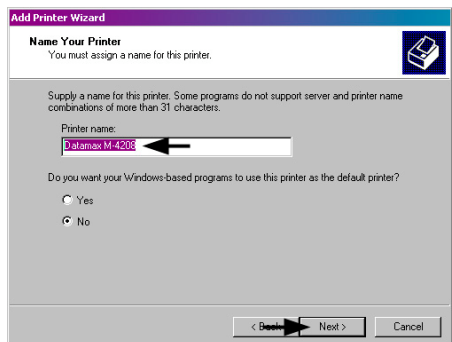 Add Printer Wizard
Name Your Printer
You must assign a name for this printer.
Supply a name for this printer. Some programs do not support server and printer name
combinations of more than 31 characters.
Printer name:
Datamax M-4208
Do you want your Windows-based programs to use this printer as the default printer?
Yes
No
< Back Next > Cancel